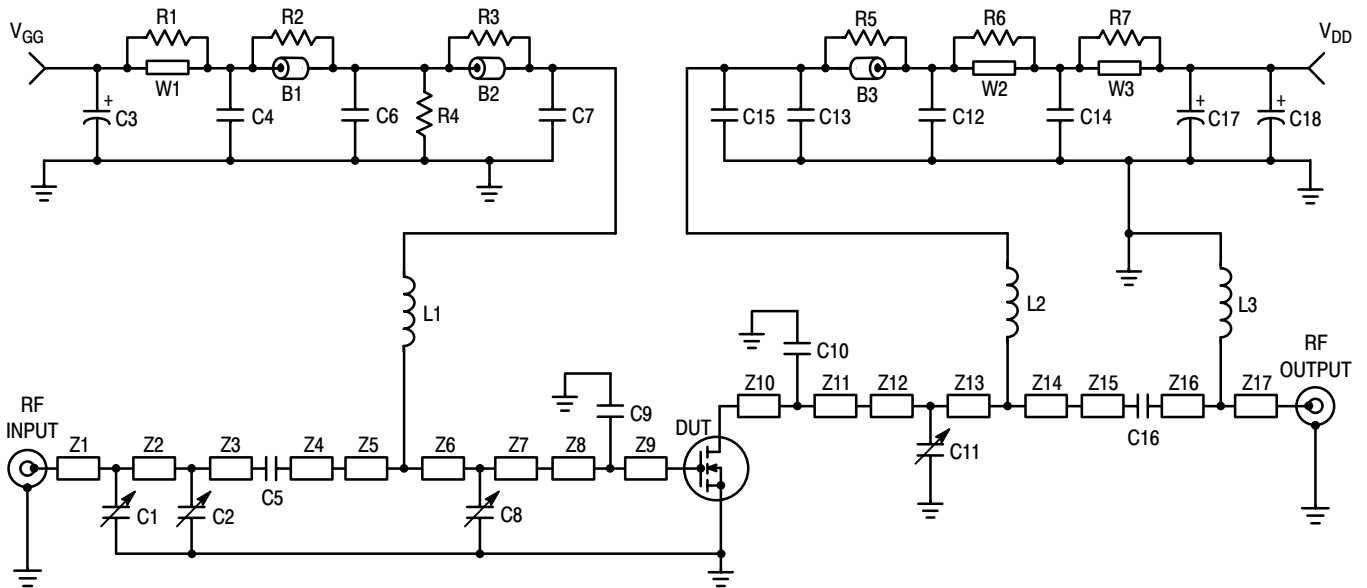 R1 R2 R3 R5 R6 R7
VGG VDD
W1 B1 B2 B3 W2 W3
+ + +
C3 C4 C6 R4 C7 C15 C13 C12 C14 C17 C18
L1 L2 L3
C10
RF
OUTPUT
Z10 Z11 Z12 Z13 Z14 Z15 Z16 Z17
RF
INPUT
C9
DUT
C11 C16
Z1 Z2 Z3 Z4 Z5 Z6 Z7 Z8 Z9
C5
C1 C2 C8